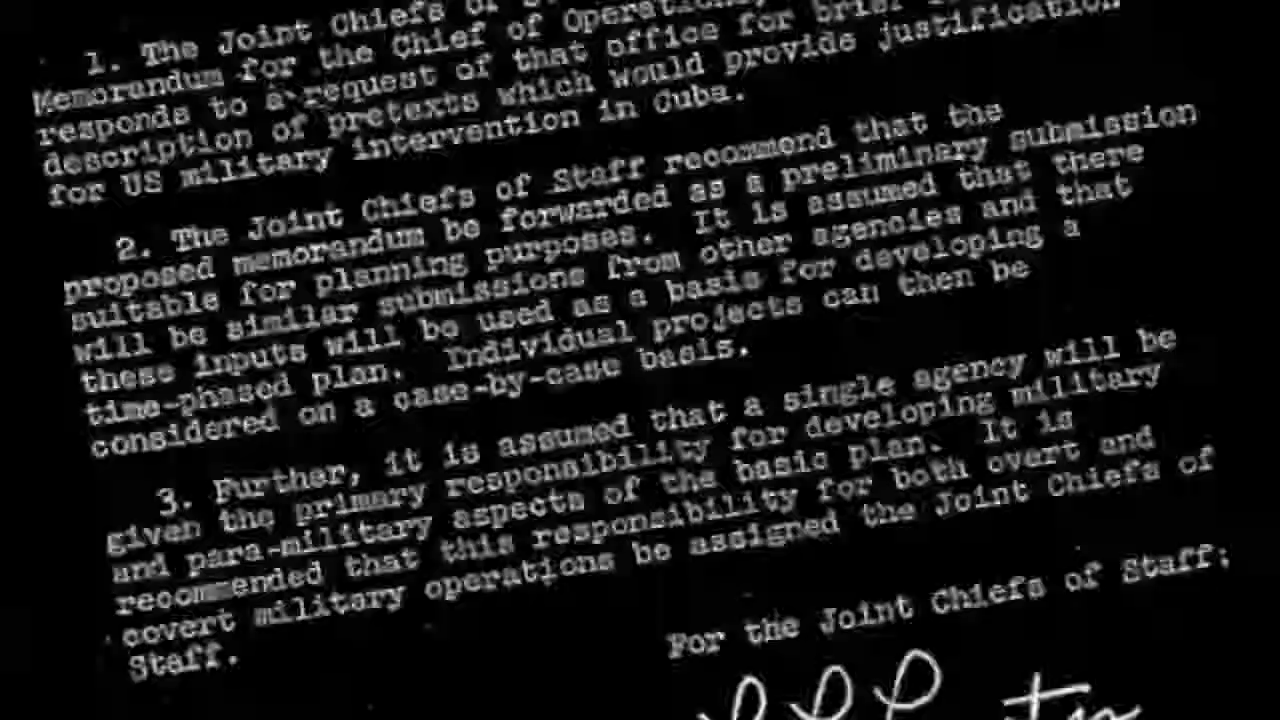 1. The Joint Chiefs of
Memorandum for the Chief of Operations,
responds to a request of that office for brief
description of pretexts which would provide justification
for US military intervention in Cuba.
2. The Joint Chiefs of Staff recommend that the
proposed memorandum be forwarded as a preliminary submission
suitable for planning purposes. It is assumed that there
will be similar submissions from other agencies and that
these inputs will be used as a basis for developing a
time-phased plan. Individual projects can then be
considered on a case-by-case basis.
3. Further, it is assumed that a single agency will be
given the primary responsibility for developing military
and para-military aspects of the basic plan. It is
recommended that this responsibility for both overt and
covert military operations be assigned the Joint Chiefs of
Staff.
For the Joint Chiefs of Staff: